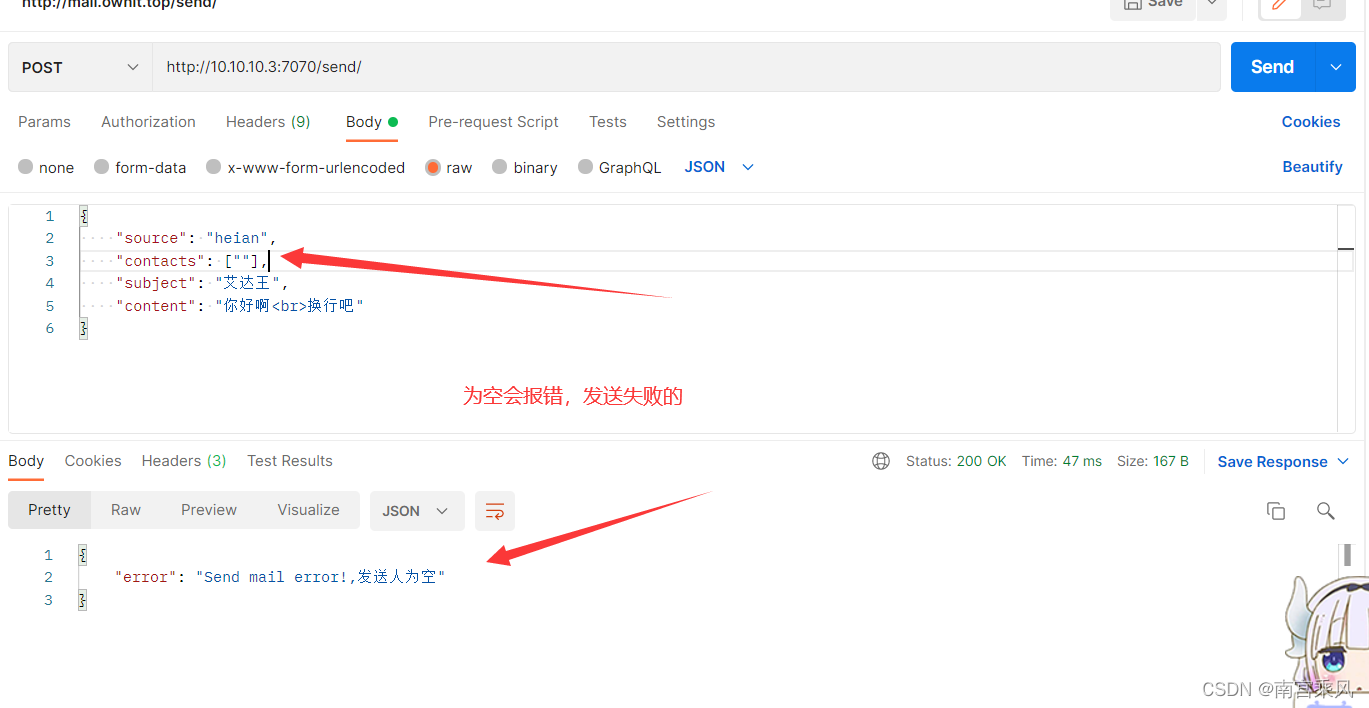 http://mail.ownit.top/send/
Save
POST
http://10.10.10.3:7070/send/
Send
Params Authorization Headers (9) Body Pre-request Script Tests Settings Cookies
none form-data x-www-form-urlencoded raw binary GraphQL JSON Beautify
1 {
2 ····"source":·"heian",
3 ····"contacts":·[""],
4 ····"subject":·"艾达王",
5 ····"content":·"你好啊<br>换行吧"
6 }
为空会报错，发送失败的
Body Cookies Headers (3) Test Results Status: 200 OK Time: 47 ms Size: 167 B Save Response
Pretty Raw Preview Visualize JSON
1 {
2 "error": "Send mail error!,发送人为空"
3 }
CSDN @南宫乘风